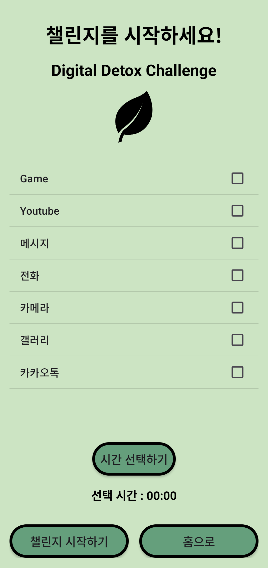 챌린지를 시작하세요!
Digital Detox Challenge
Game
Youtube
메시지
전화
카메라
갤러리
카카오톡
시간 선택하기
선택 시간 : 00:00
챌린지 시작하기
홈으로